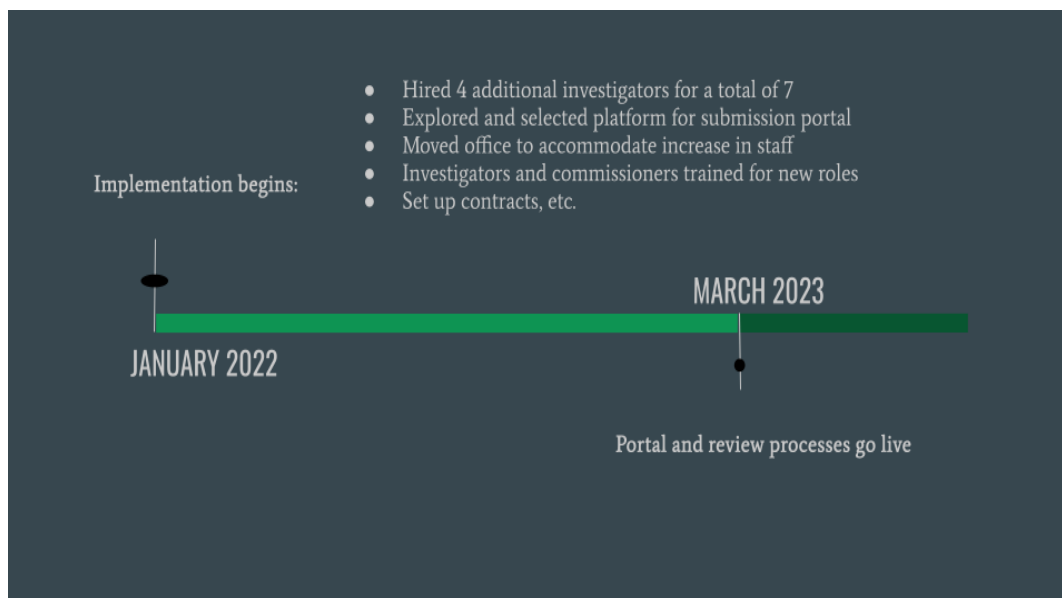 ● Hired 4 additional investigators for a total of 7
● Explored and selected platform for submission portal
● Moved office to accommodate increase in staff
● Investigators and commissioners trained for new roles
● Set up contracts, etc.
Implementation begins:
MARCH 2023
JANUARY 2022
Portal and review processes go live